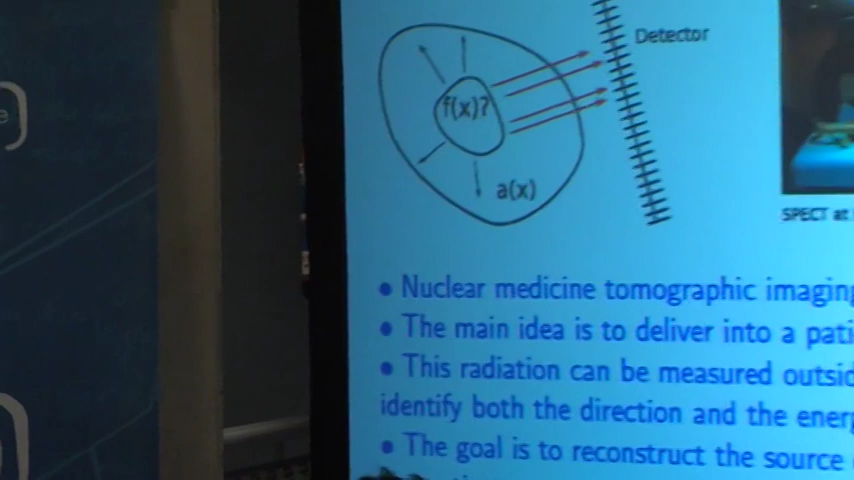 Detector
f(x)?
a(x)
SPECT at
e
• Nuclear medicine tomographic imaging
• The main idea is to deliver into a pati
• This radiation can be measured outsid
identify both the direction and the energ
• The goal is to reconstruct the source